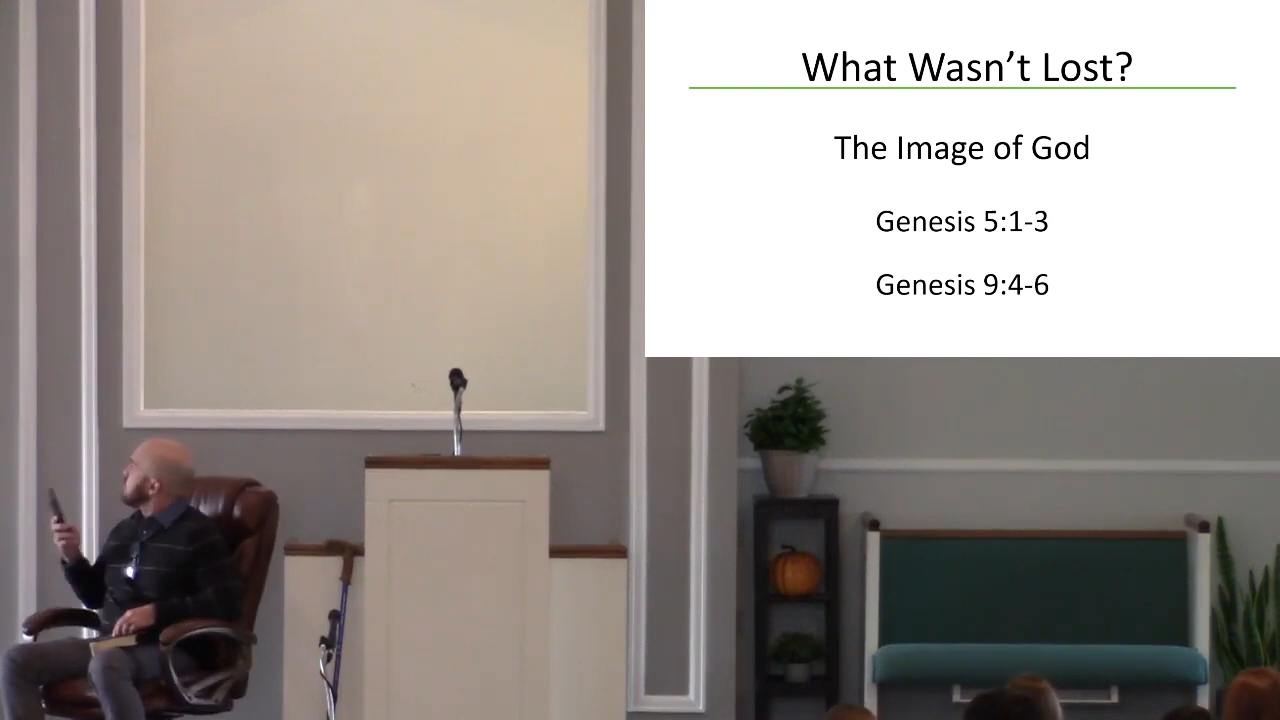 What Wasn’t Lost?
The Image of God
Genesis 5:1-3
Genesis 9:4-6